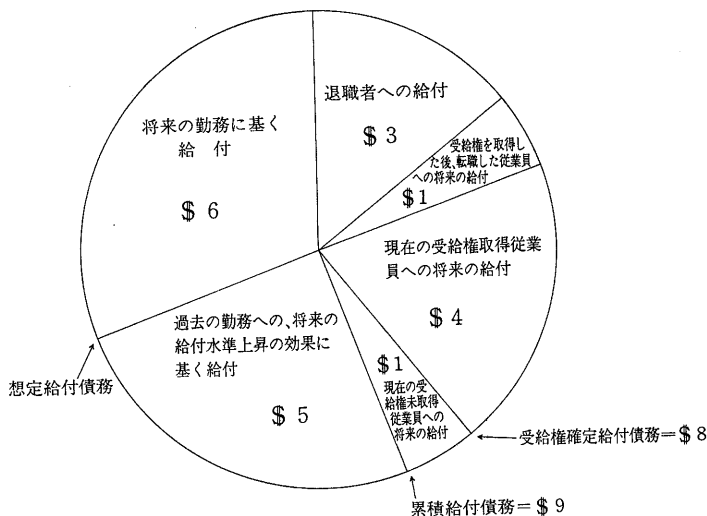 退職者への給付
$ 3
受給権を取得し
た後、転職した従業員
への将来の給付
$1
現在の受給権取得従業
員への将来の給付
$ 4
$1
現在の受
給権未取得
従業員への
将来の給付
過去の勤務への、将来の
給付水準上昇の効果に
基く給付
$ 5
将来の勤務に基く
給 付
$ 6
想定給付債務
受給権確定給付債務=$ 8
累積給付債務=$ 9